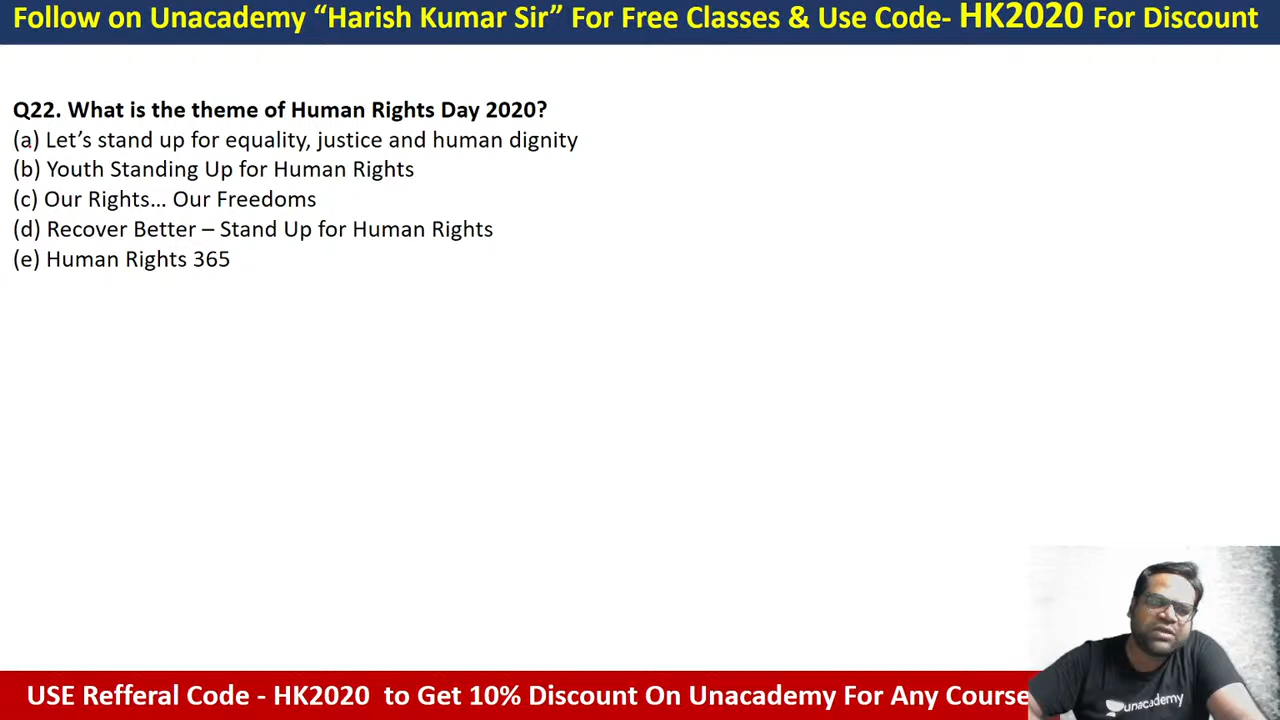 Follow on Unacademy “Harish Kumar Sir” For Free Classes & Use Code- HK2020 For Discount
Q22. What is the theme of Human Rights Day 2020?
(a) Let’s stand up for equality, justice and human dignity
(b) Youth Standing Up for Human Rights
(c) Our Rights… Our Freedoms
(d) Recover Better – Stand Up for Human Rights
(e) Human Rights 365
USE Refferal Code - HK2020 to Get 10% Discount On Unacademy For Any Course
unacademy